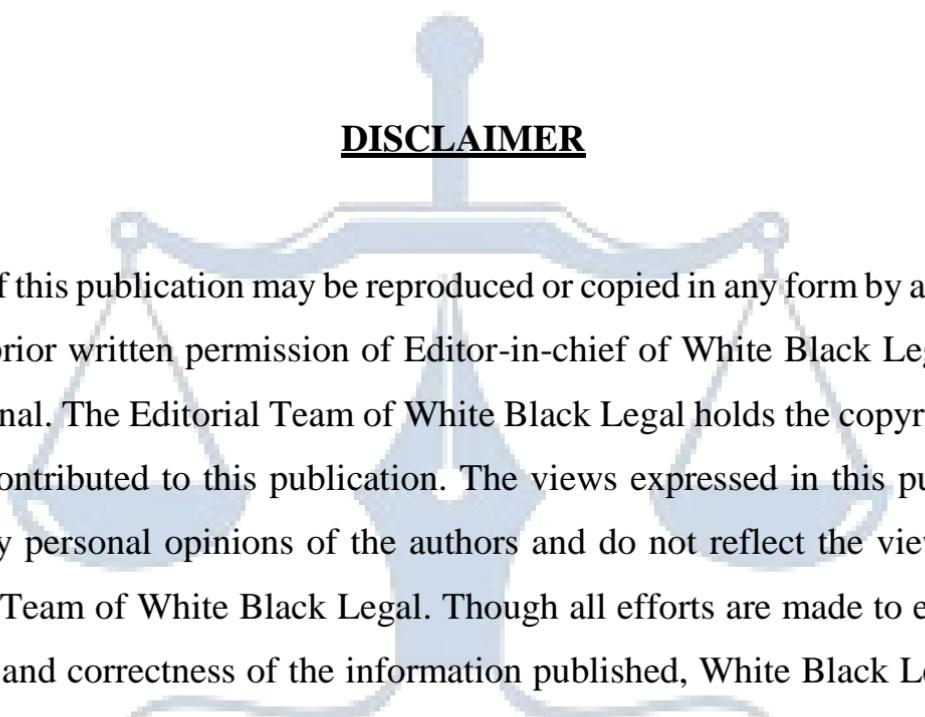 DISCLAIMER
f this publication may be reproduced or copied in any form by a
prior written permission of Editor-in-chief of White Black Leg
nal. The Editorial Team of White Black Legal holds the copyri
ontributed to this publication. The views expressed in this pu
y personal opinions of the authors and do not reflect the view
Team of White Black Legal. Though all efforts are made to e
and correctness of the information published, White Black Le